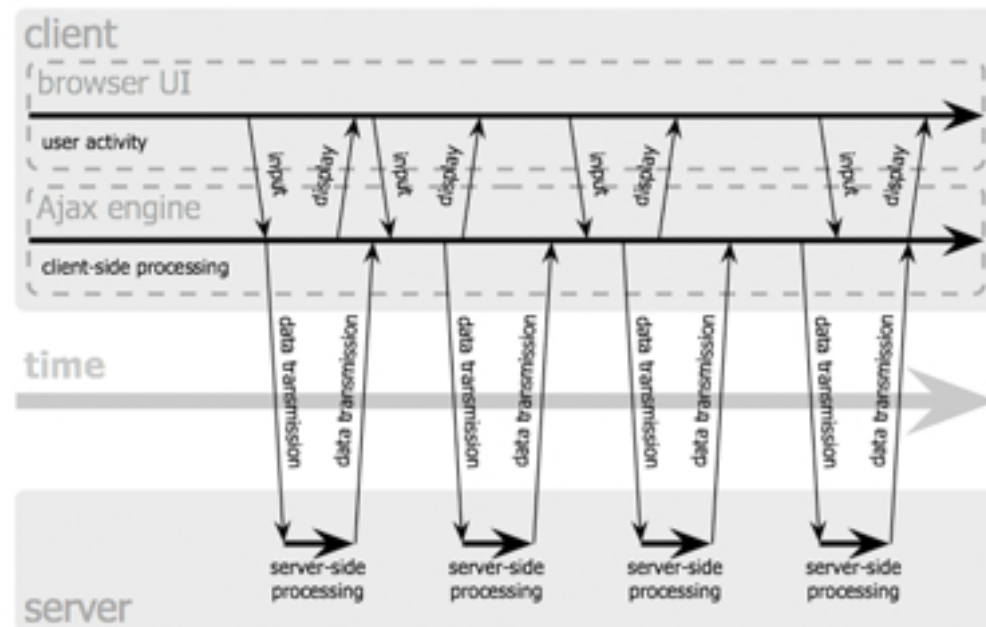 client
browser UI
user activity
input
display
input
display
input
display
input
display
Ajax engine
client-side processing
data transmission
data transmission
data transmission
data transmission
data transmission
data transmission
data transmission
data transmission
time
server-side
processing
server-side
processing
server-side
processing
server-side
processing
server